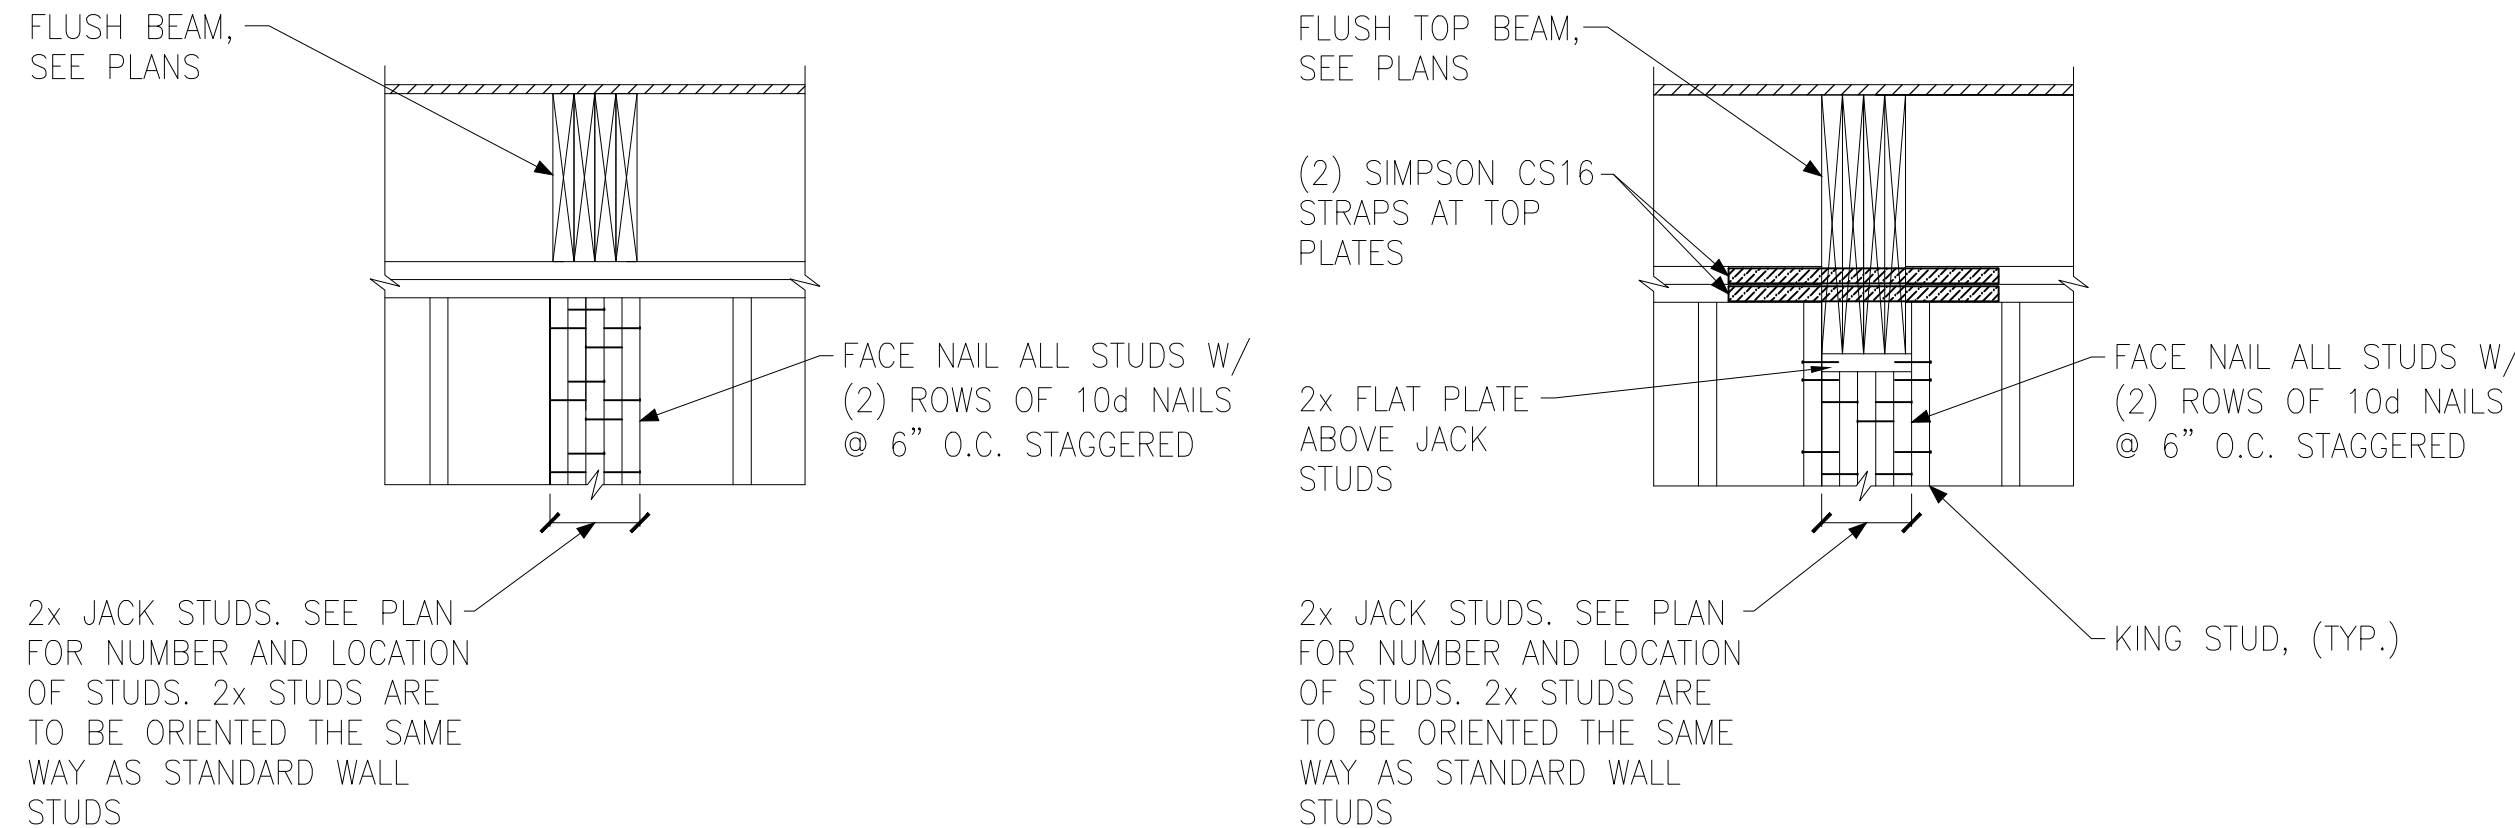 FLUSH BEAM,
SEE PLANS
FACE NAIL ALL STUDS W/
(2) ROWS OF 10d NAILS
@ 6” O.C. STAGGERED
2x JACK STUDS. SEE PLAN
FOR NUMBER AND LOCATION
OF STUDS. 2x STUDS ARE
TO BE ORIENTED THE SAME
WAY AS STANDARD WALL
STUDS
FLUSH TOP BEAM,
SEE PLANS
(2) SIMPSON CS16
STRAPS AT TOP
PLATES
2x FLAT PLATE
ABOVE JACK
STUDS
FACE NAIL ALL STUDS W/
(2) ROWS OF 10d NAILS
@ 6” O.C. STAGGERED
2x JACK STUDS. SEE PLAN
FOR NUMBER AND LOCATION
OF STUDS. 2x STUDS ARE
TO BE ORIENTED THE SAME
WAY AS STANDARD WALL
STUDS
KING STUD, (TYP.)